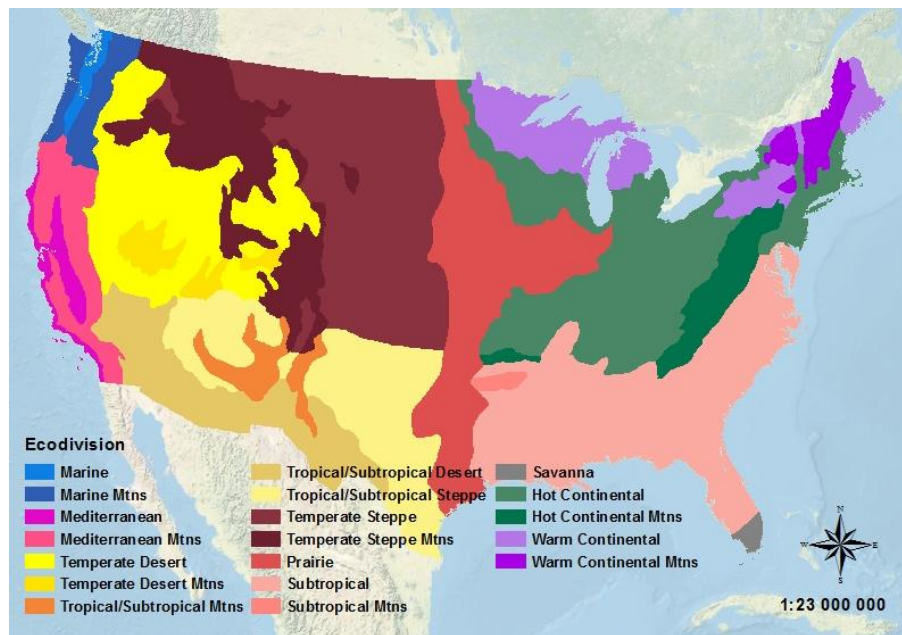 Ecodivision
Marine
Marine Mtns
Mediterranean
Mediterranean Mtns
Temperate Desert
Temperate Desert Mtns
Tropical/Subtropical Mtns
Tropical/Subtropical Desert
Tropical/Subtropical Steppe
Temperate Steppe
Temperate Steppe Mtns
Prairie
Subtropical
Subtropical Mtns
Savanna
Hot Continental
Hot Continental Mtns
Warm Continental
Warm Continental Mtns
N
W E
S
1:23 000 000